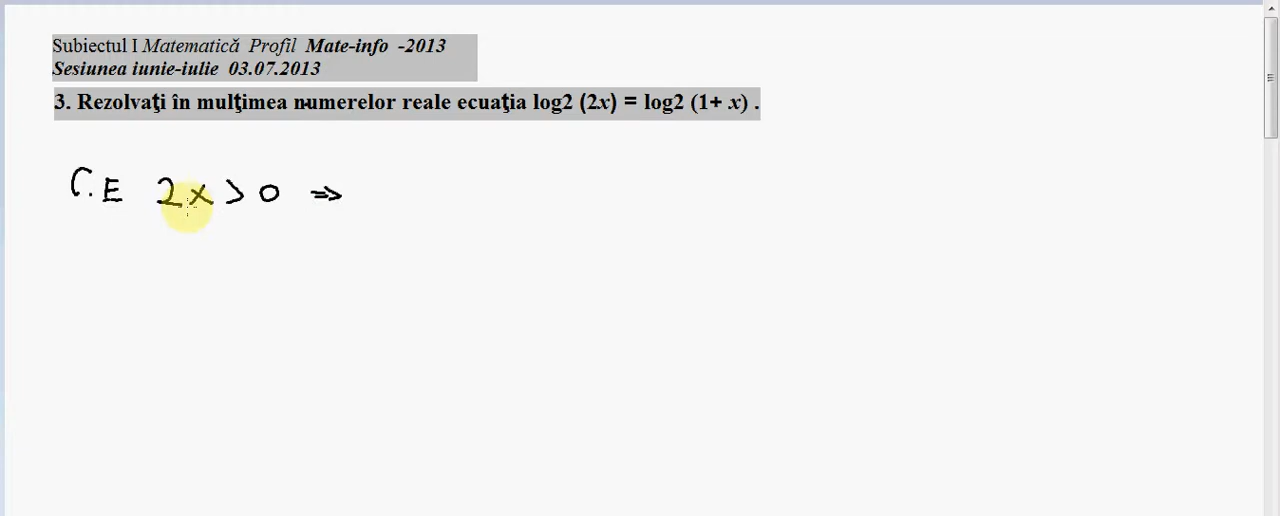 Subiectul I Matematică Profil Mate-info -2013
Sesiunea iunie-iulie 03.07.2013
3. Rezolvaţi în mulţimea numerelor reale ecuaţia log2 (2x) = log2 (1+ x) .
C.E 2x > 0 ⇒